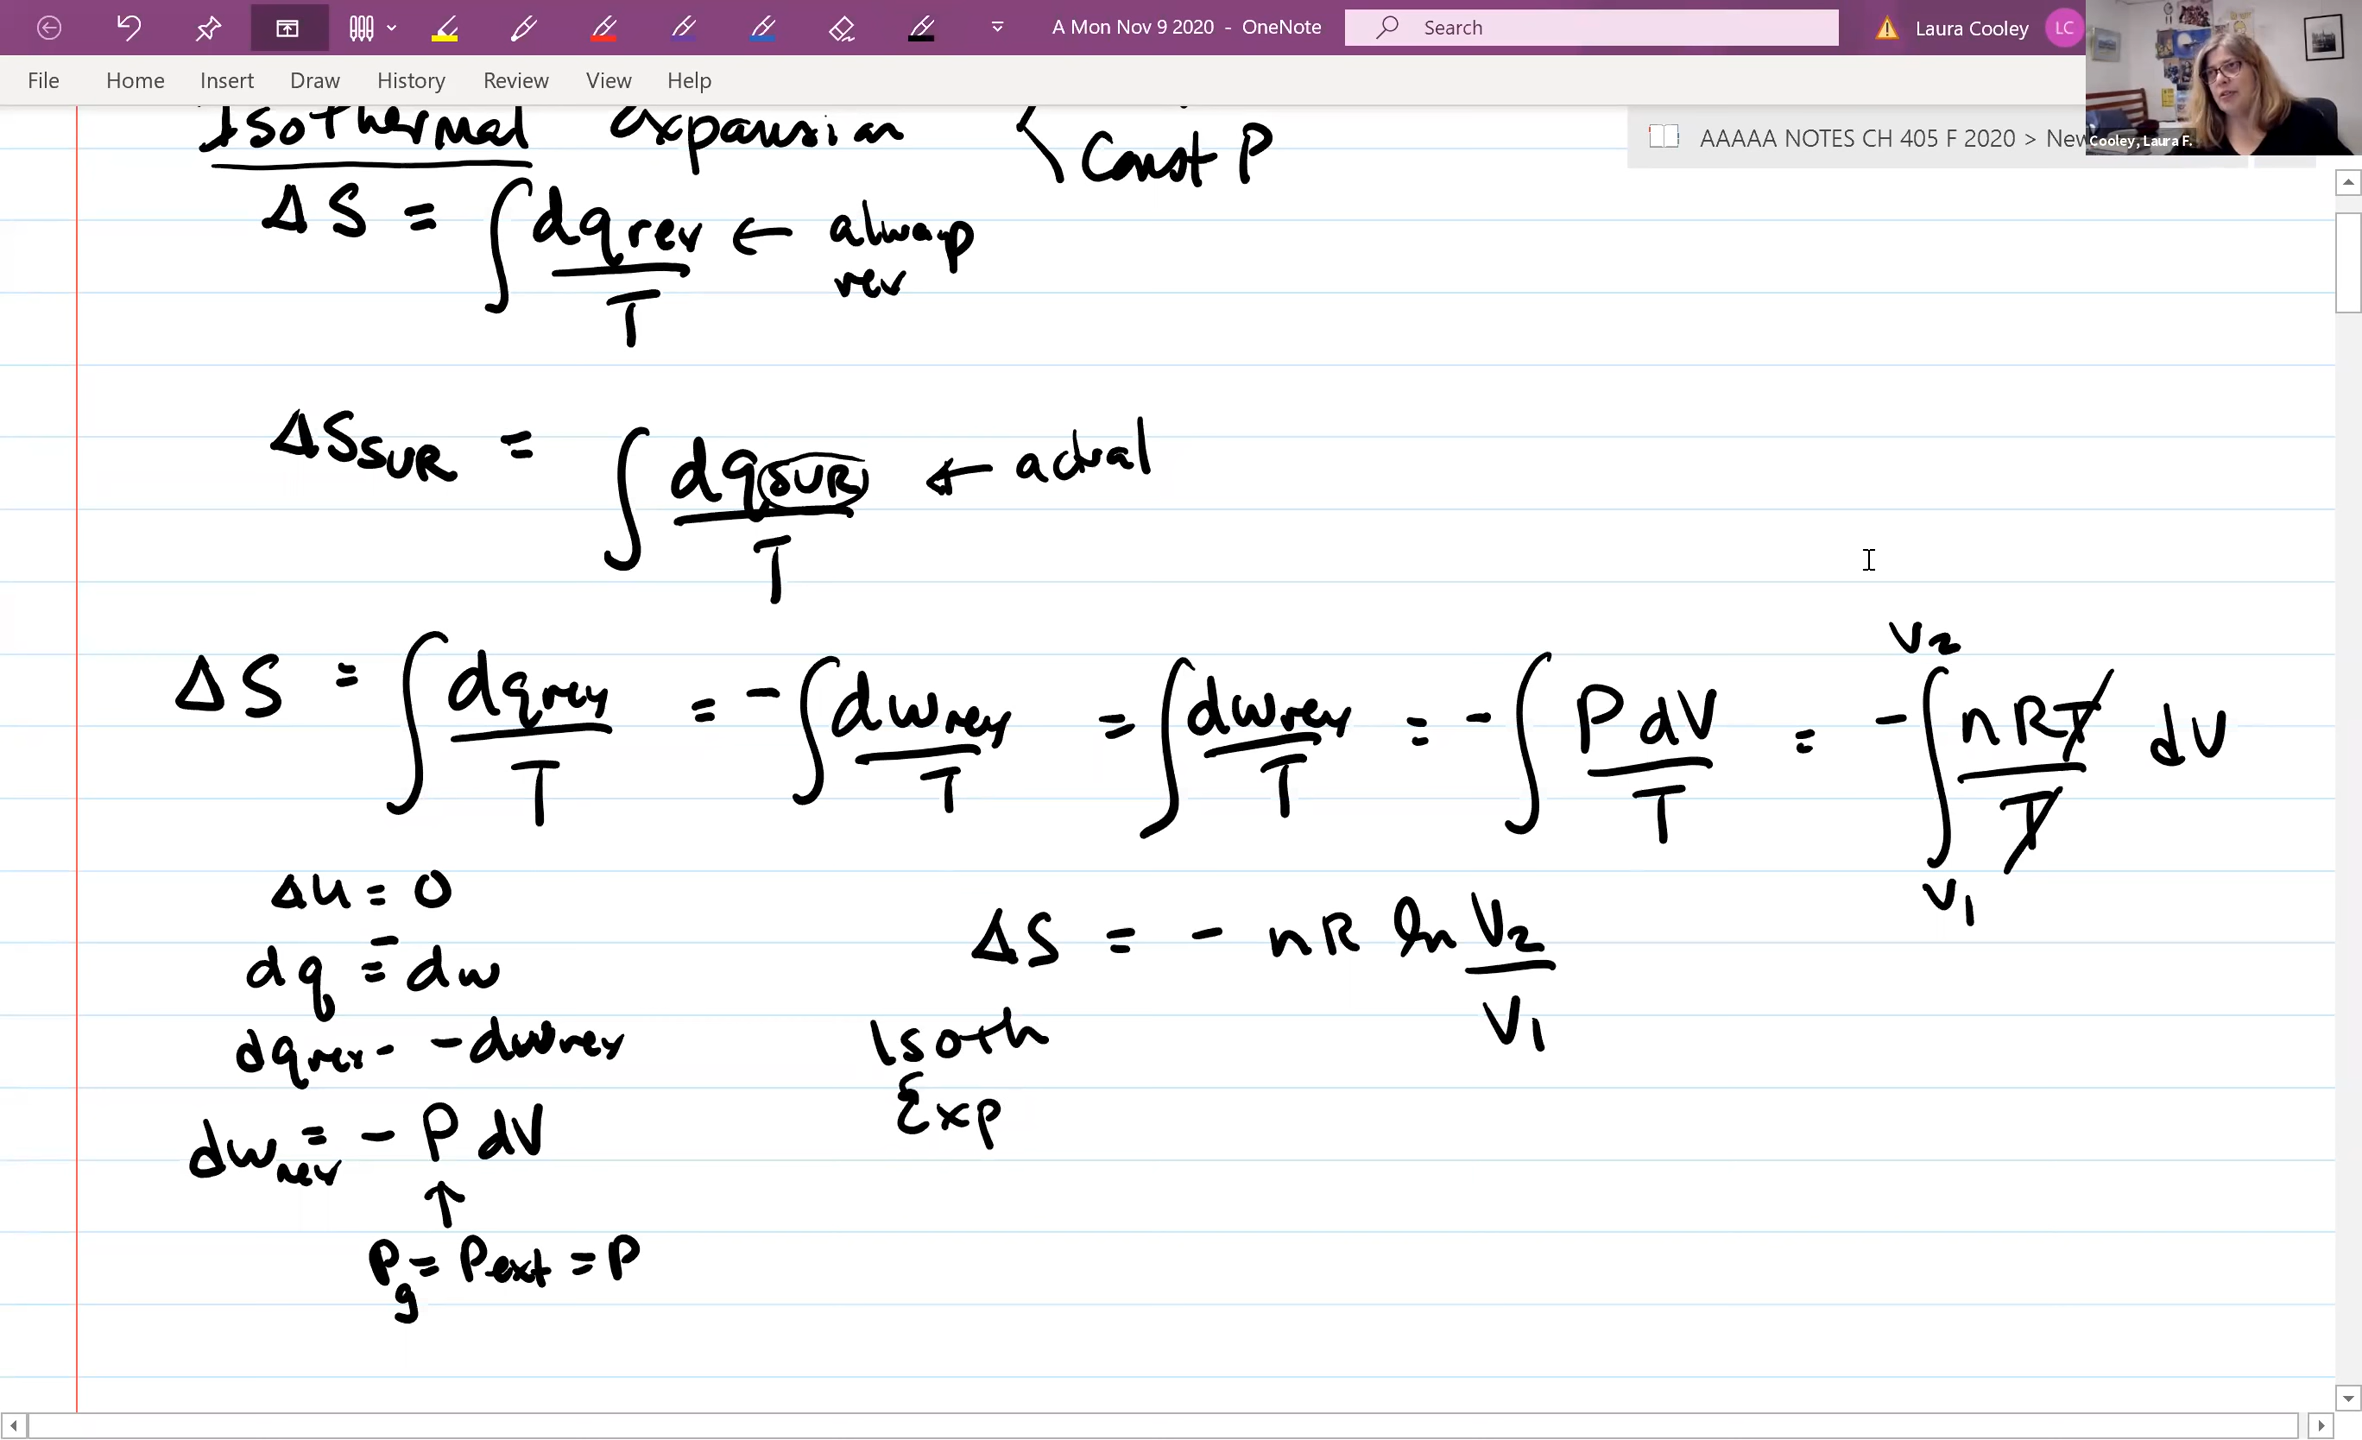 A Mon Nov 9 2020 - OneNote
Search
Laura Cooley
LC
File Home Insert Draw History Review View Help
AAAAA NOTES CH 405 F 2020 > New
Cooley, Laura F.
Isothermal expansion { Const P
ΔS = ∫ dqrev / T ← always rev
ΔSSUR = ∫ dqSUR / T ← actual
ΔS = ∫ dqrev / T = - ∫ dwrev / T = ∫ dwrev / T = - ∫ P dV / T = - ∫ V1 V2 nRT / T dV
ΔU = 0
dq = - dw
dqrev - - dwrev
dwrev = - P dV
↑
Pg = Pext = P
ΔS = - nR ln V2 / V1
Isoth
Exp